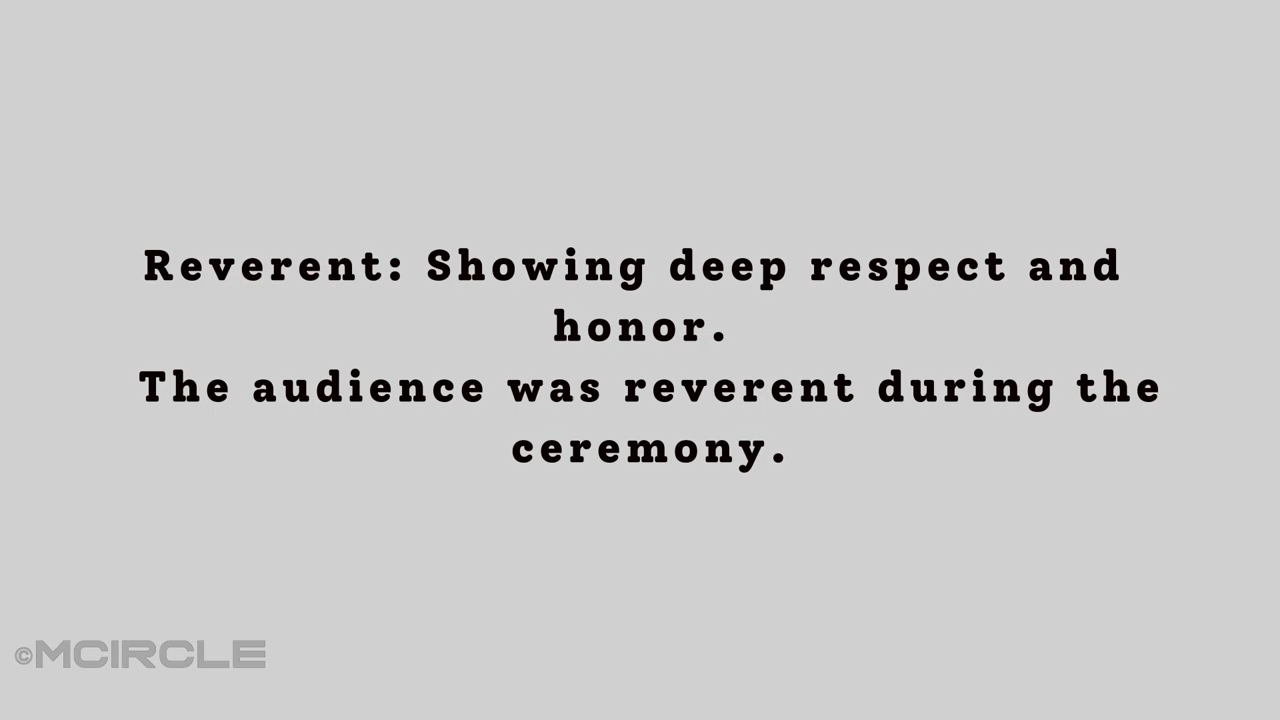 Reverent: Showing deep respect and
honor.
The audience was reverent during the
ceremony.
©MCIRCLE